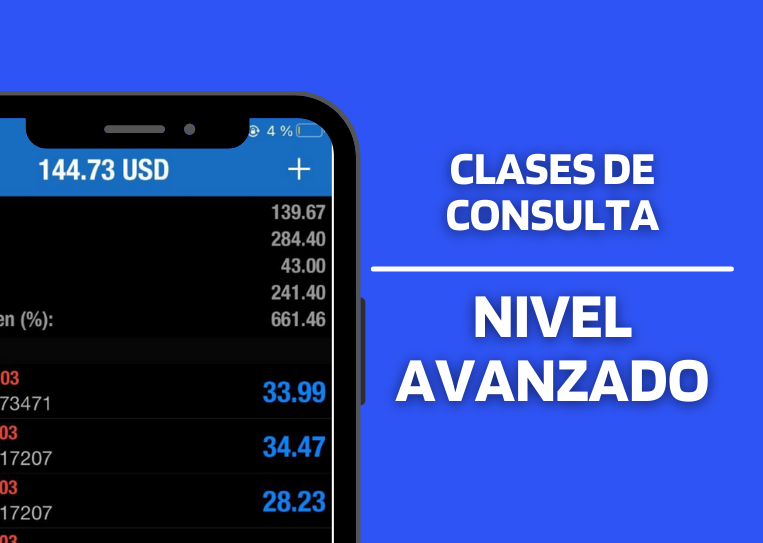 4 %
144.73 USD
+
139.67
284.40
43.00
241.40
en (%): 661.46
03
73471 33.99
03
17207 34.47
03
17207 28.23
03
CLASES DE
CONSULTA
NIVEL
AVANZADO